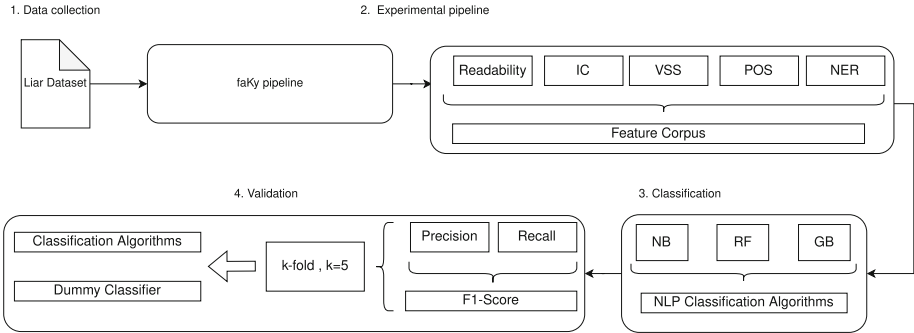 1. Data collection
2. Experimental pipeline
Liar Dataset
faKy pipeline
Readability
IC
VSS
POS
NER
Feature Corpus
4. Validation
3. Classification
Classification Algorithms
Dummy Classifier
k-fold , k=5
Precision
Recall
F1-Score
NB
RF
GB
NLP Classification Algorithms